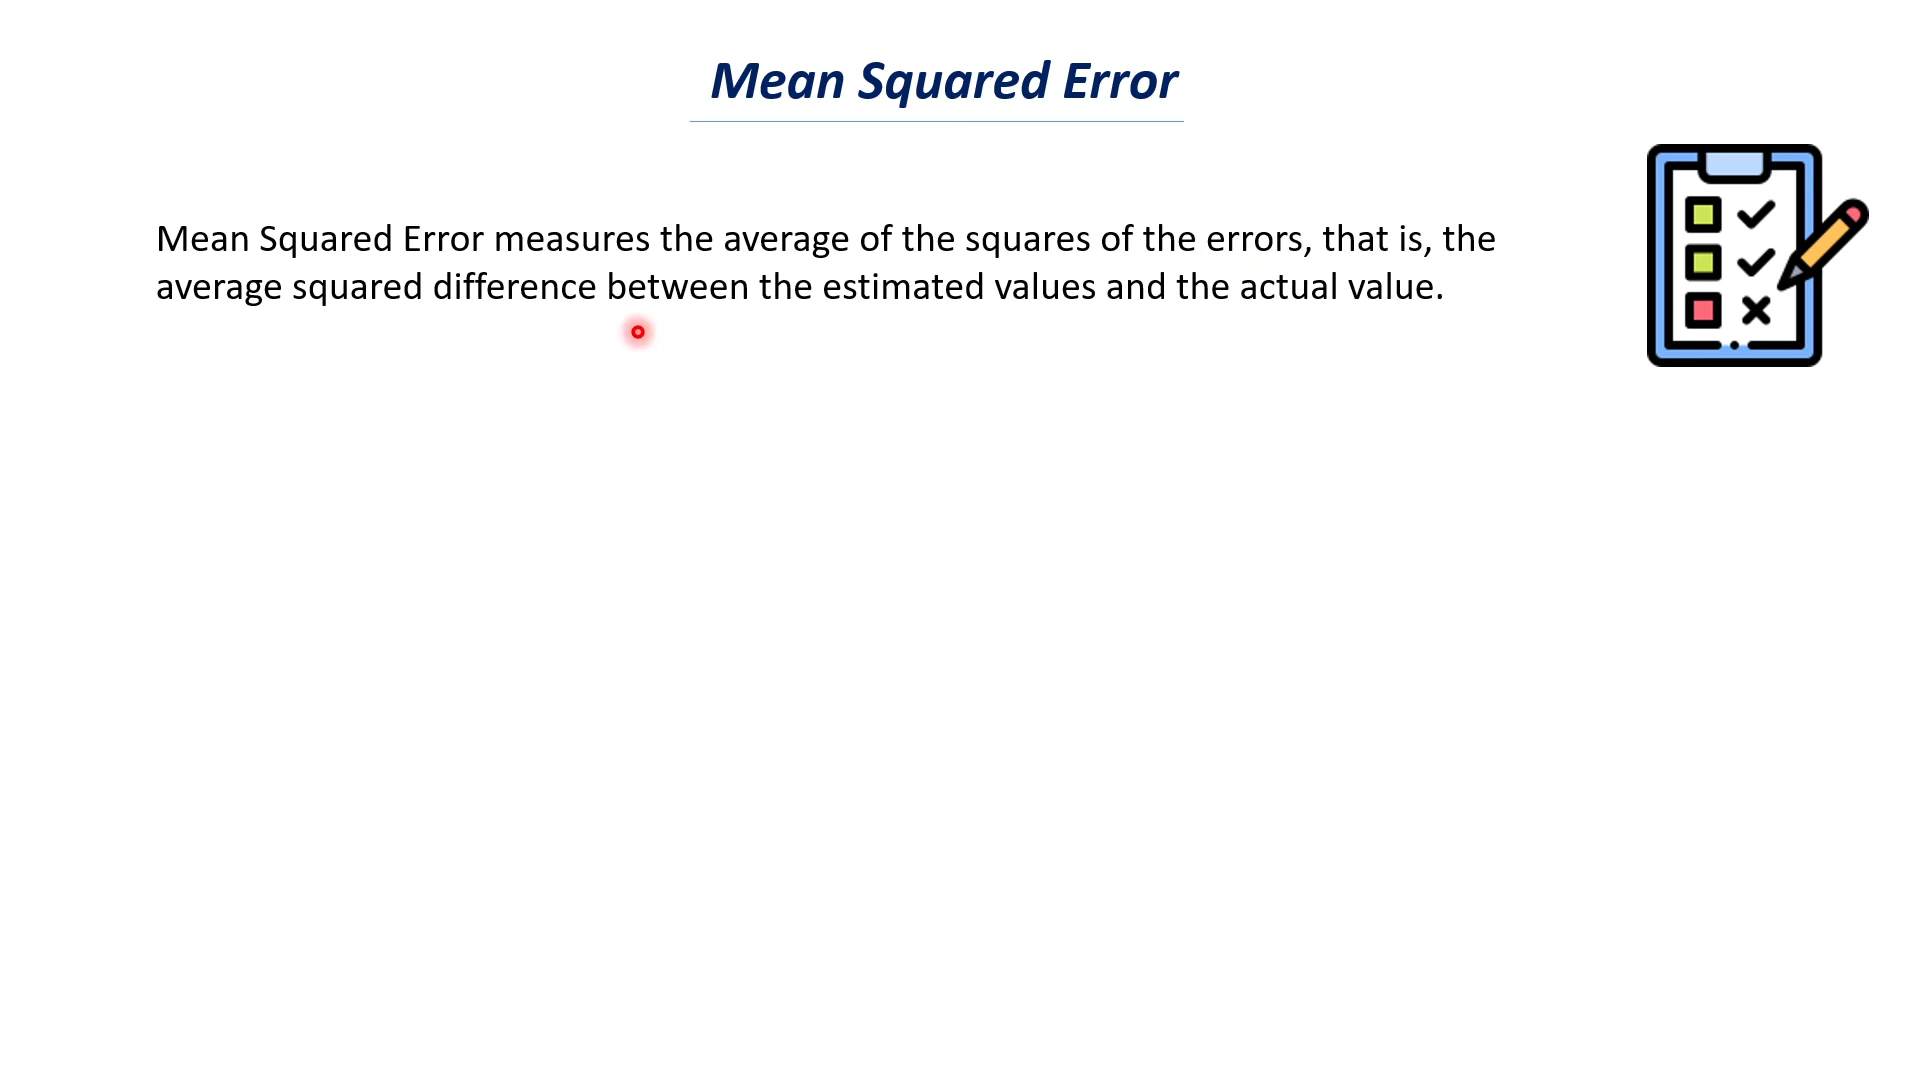 Mean Squared Error
Mean Squared Error measures the average of the squares of the errors, that is, the
average squared difference between the estimated values and the actual value.